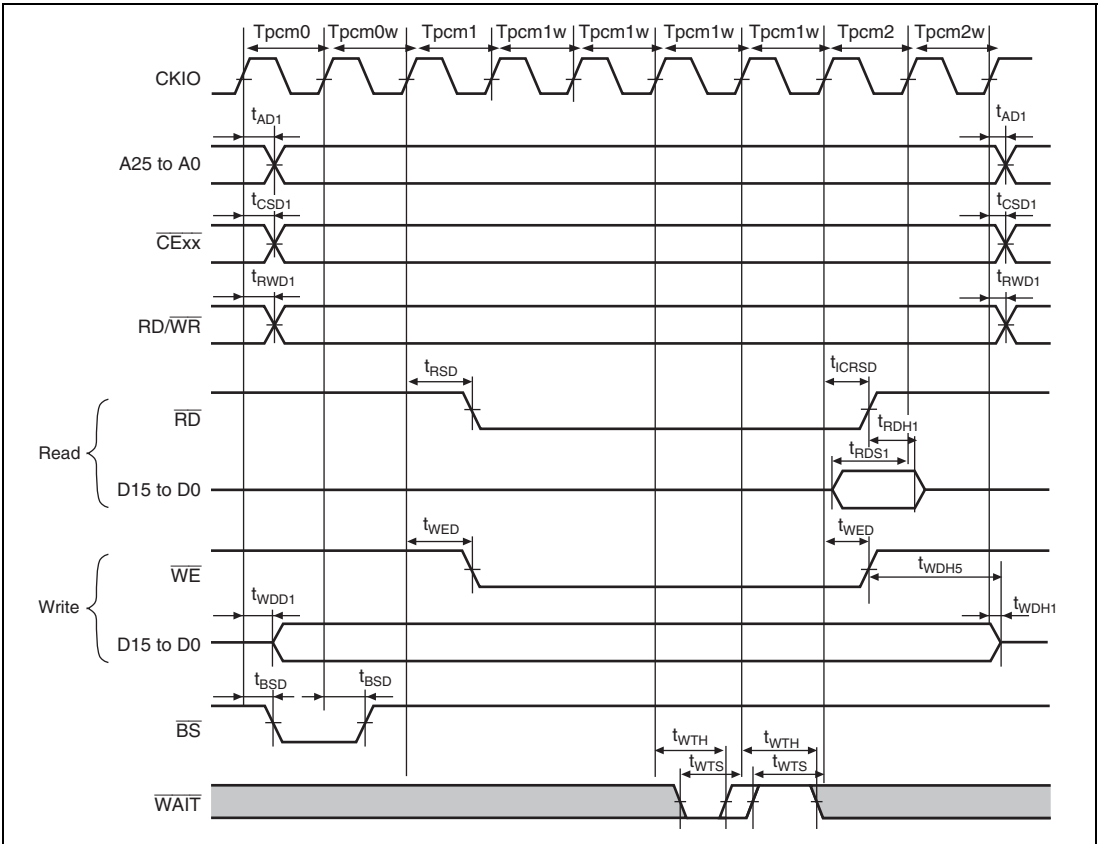 Tpcm0 Tpcm0w Tpcm1 Tpcm1w Tpcm1w Tpcm1w Tpcm1w Tpcm2 Tpcm2w
CKIO
tAD1 tAD1
A25 to A0
tCSD1 tCSD1
CExx
tRWD1 tRWD1
RD/WR
tRSD tICRSD
RD
tRDH1
Read
tRDS1
D15 to D0
tWED tWED
WE
tWDH5
Write
tWDD1 tWDH1
D15 to D0
tBSD tBSD
BS
tWTH tWTH
tWTS tWTS
WAIT